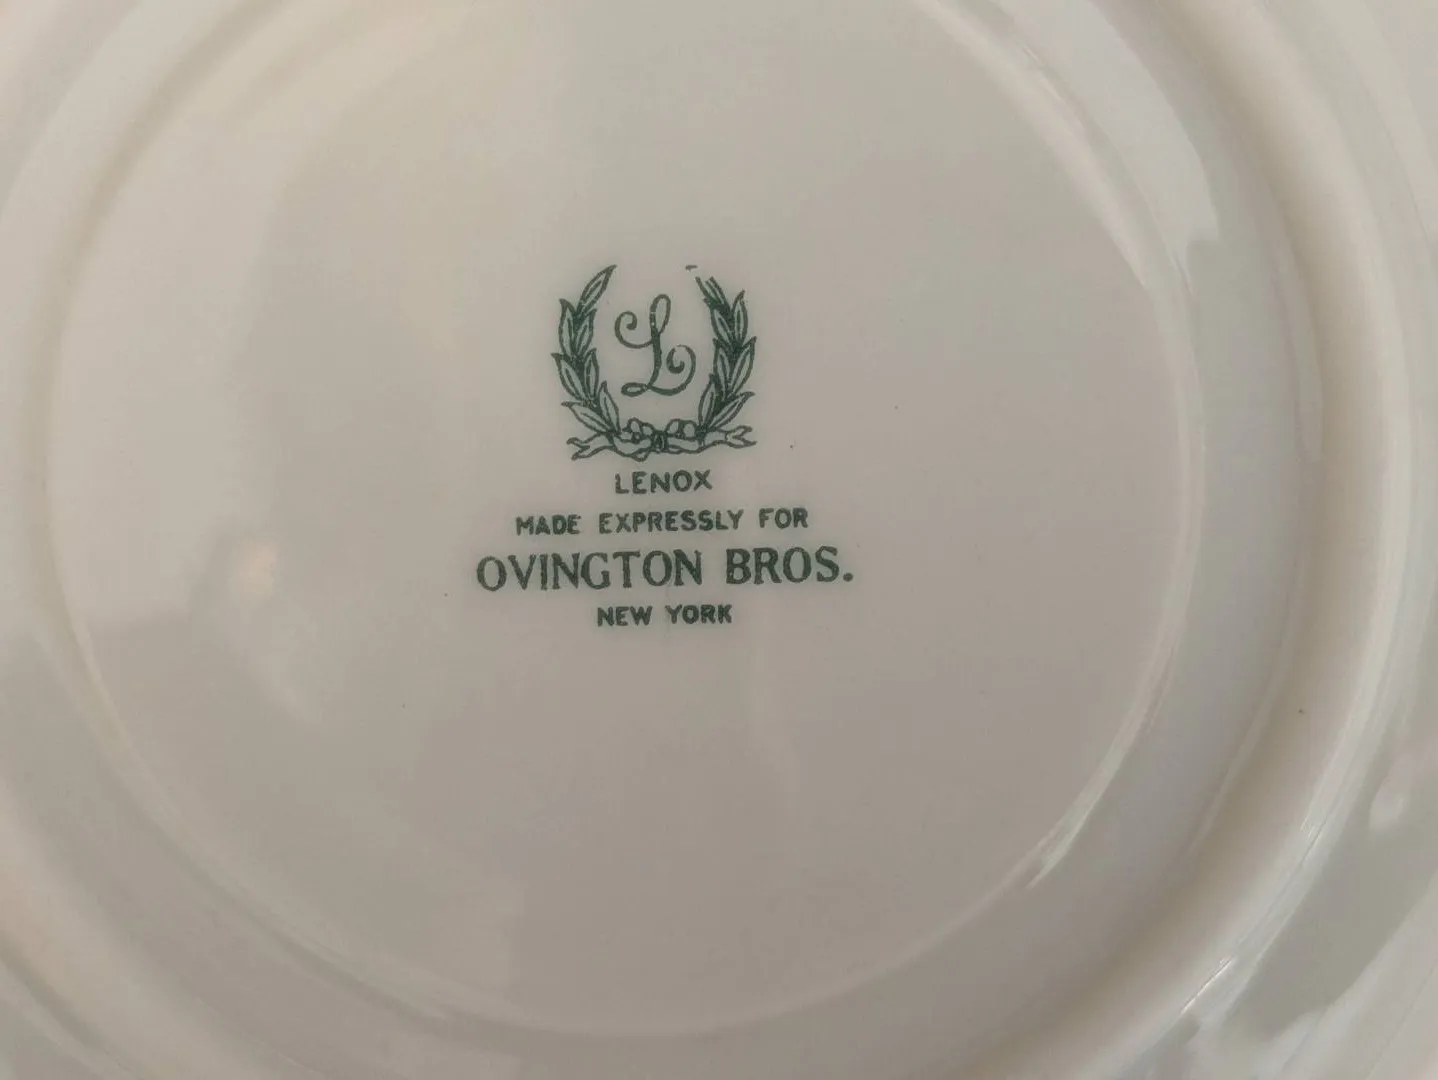 L
LENOX
MADE EXPRESSLY FOR
OVINGTON BROS.
NEW YORK